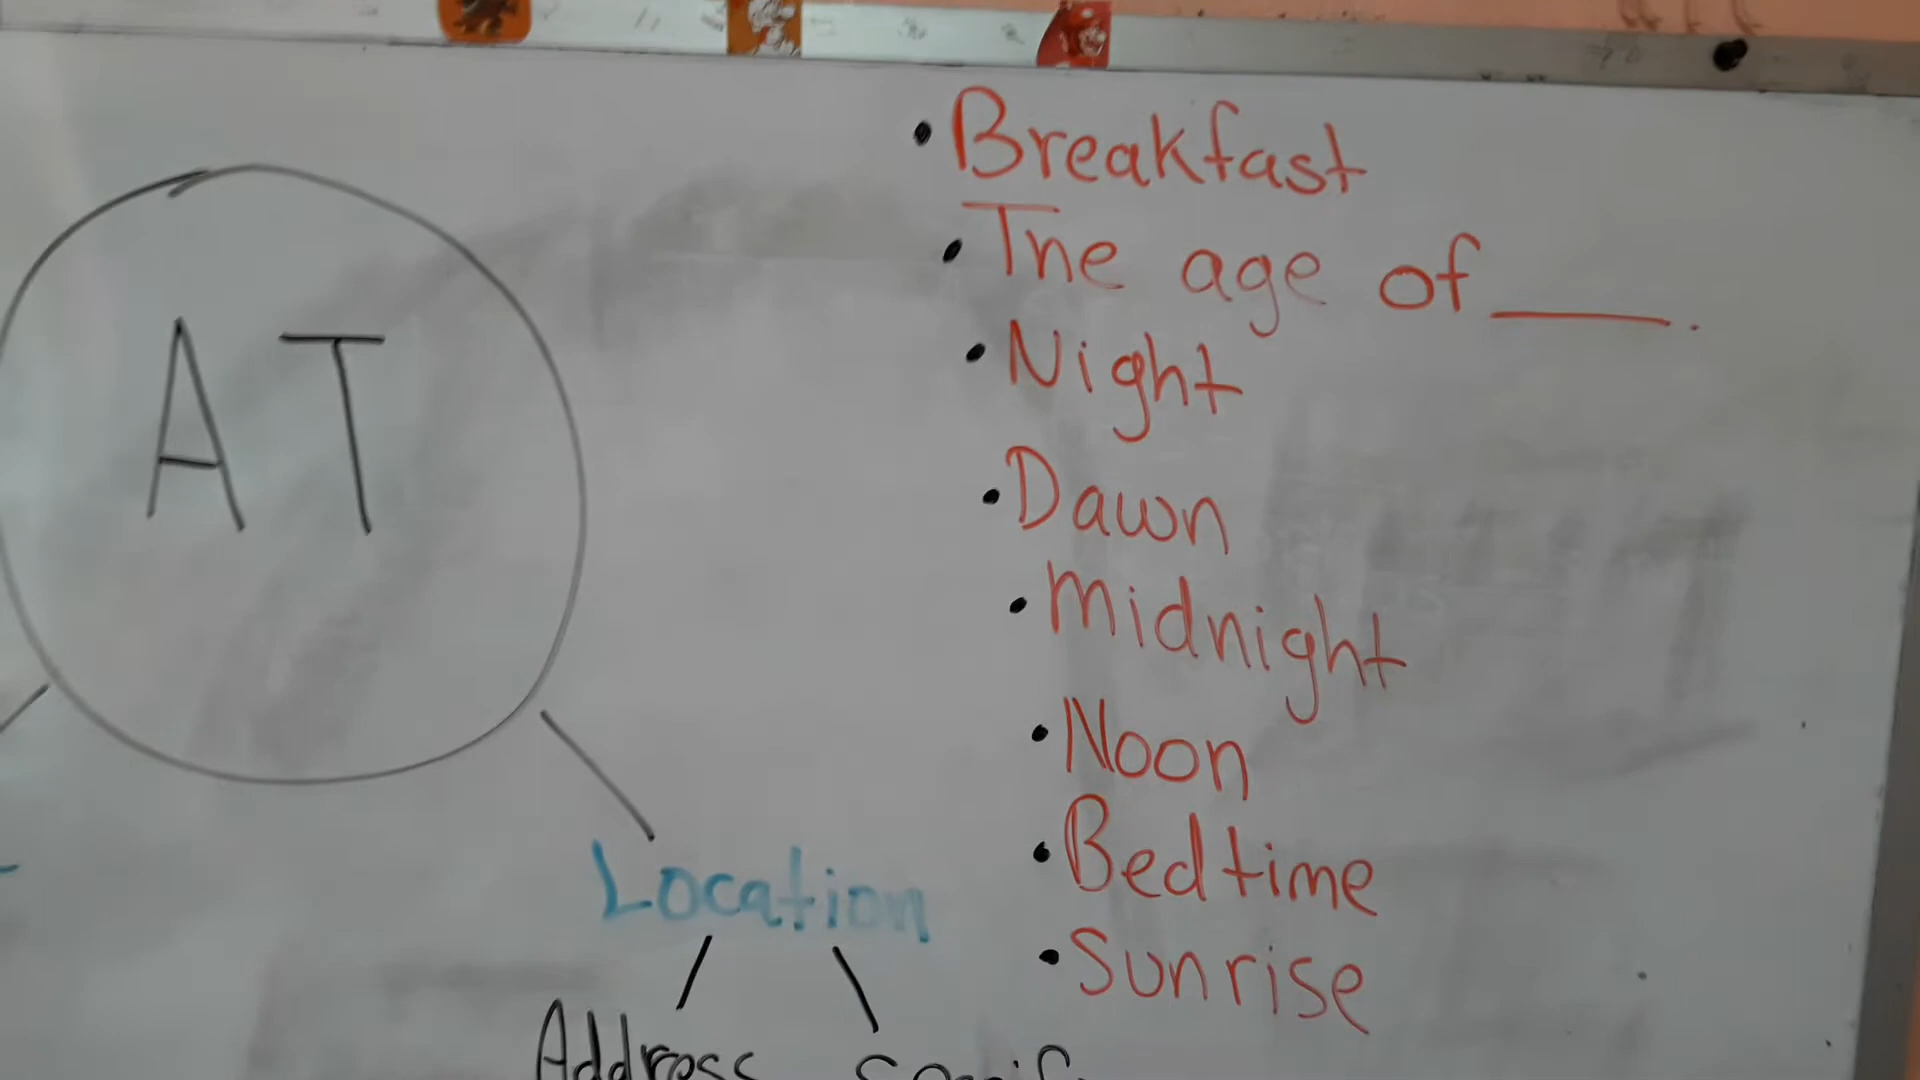 AT
• Breakfast
• The age of ____.
• Night
• Dawn
• Midnight
• Noon
• Bedtime
• Sunrise
Location
Address